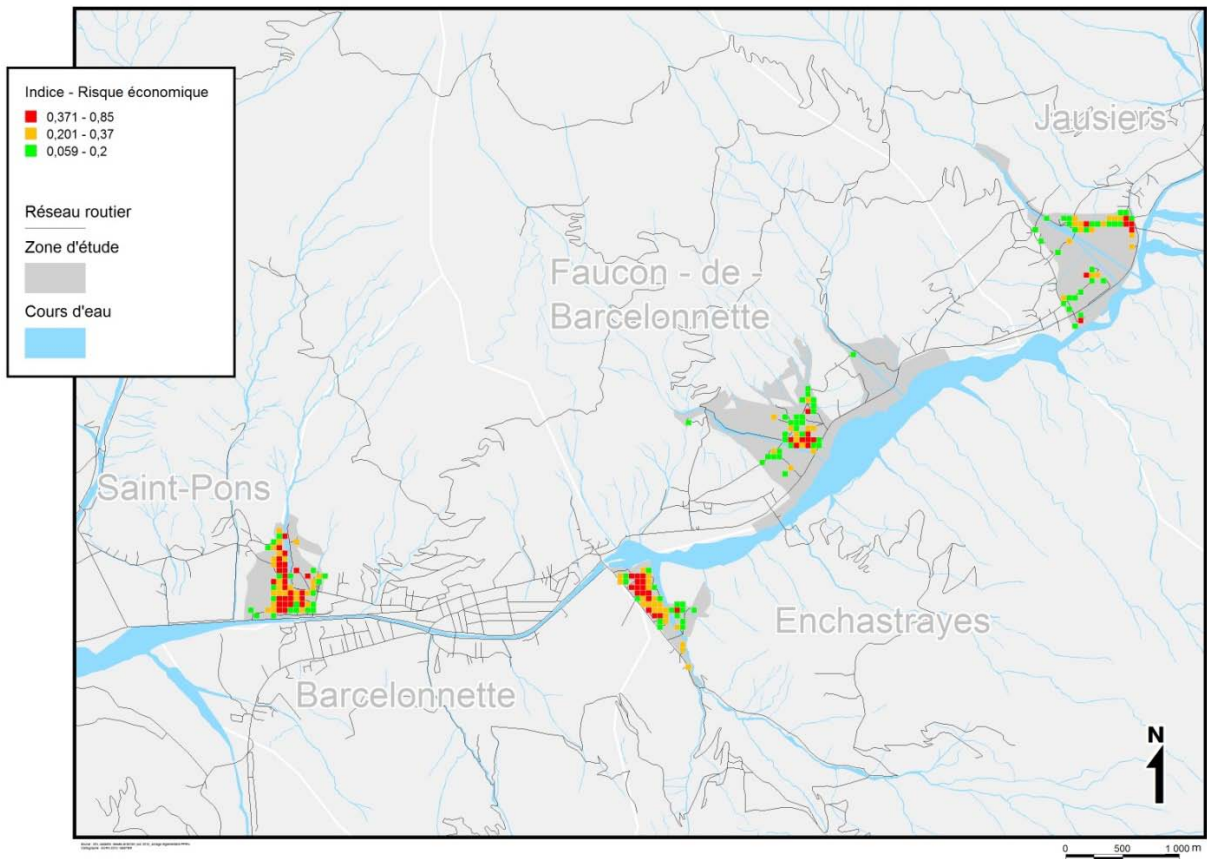 Indice - Risque économique
0,371 - 0,85
0,201 - 0,37
0,059 - 0,2
Réseau routier
Zone d'étude
Cours d'eau
Jausiers
Faucon - de -
Barcelonnette
Saint-Pons
Enchastrayes
Barcelonnette
N
0 500 1 000 m